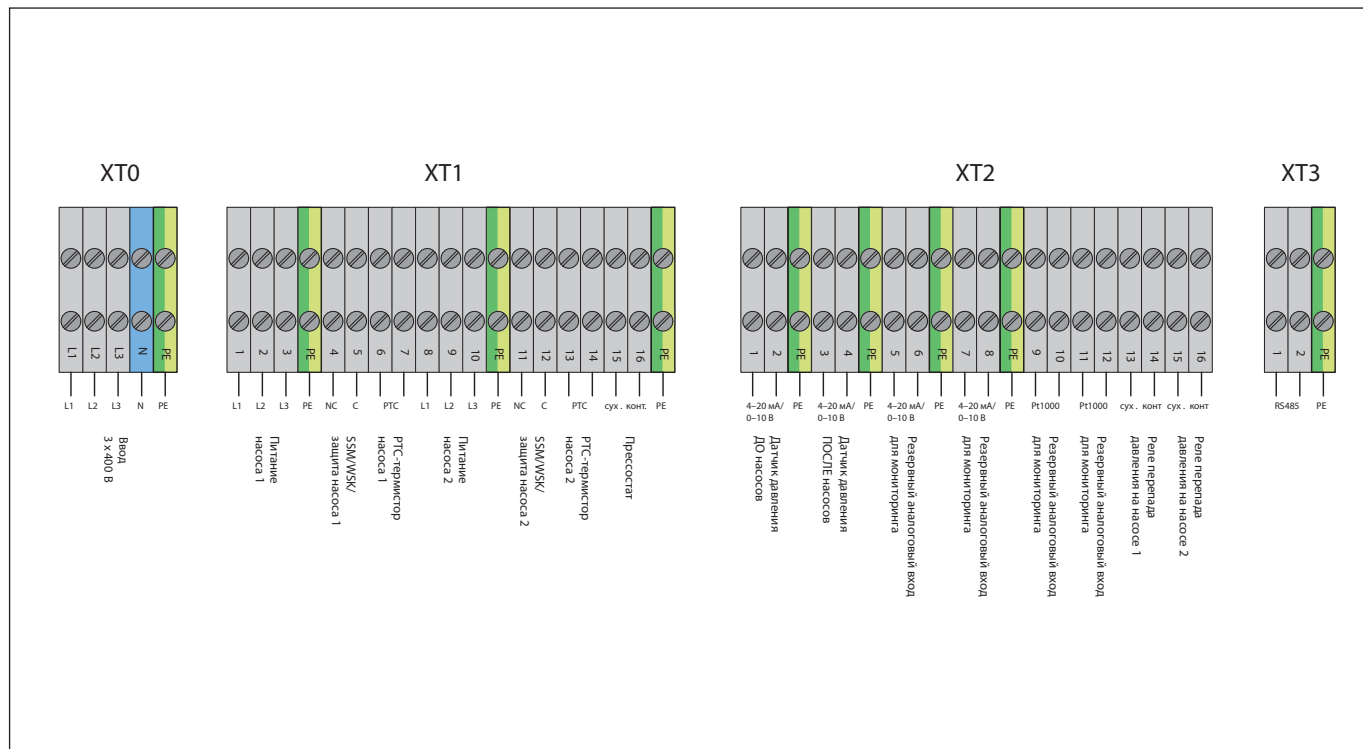 XT0 XT1 XT2 XT3
L1 L2 L3 N PE 1 2 3 PE 4 5 6 7 8 9 10 PE 11 12 13 14 15 16 PE 1 2 PE 3 4 PE 5 6 PE 7 8 PE 9 10 11 12 13 14 15 16 1 2 PE
L1 L2 L3 N PE L1 L2 L3 PE NC C PTC L1 L2 L3 PE NC C PTC сух. конт. PE 4–20 мА/ PE 4–20 мА/ PE 4–20 мА/ PE 4–20 мА/ PE Pt1000 Pt1000 сух. конт сух. конт RS485 PE
0–10 В 0–10 В 0–10 В 0–10 В
Ввод
3 x 400 В
Питание
насоса 1
SSM/WSK/
защита насоса 1
PTC-термистор
насоса 1
Питание
насоса 2
SSM/WSK/
защита насоса 2
PTC-термистор
насоса 2
Прессостат
Датчик давления
ДО насосов
Датчик давления
ПОСЛЕ насосов
Резервный аналоговый вход
для мониторинга
Резервный аналоговый вход
для мониторинга
Резервный аналоговый вход
для мониторинга
Резервный аналоговый вход
для мониторинга
Реле перепада
давления на насосе 1
Реле перепада
давления на насосе 2